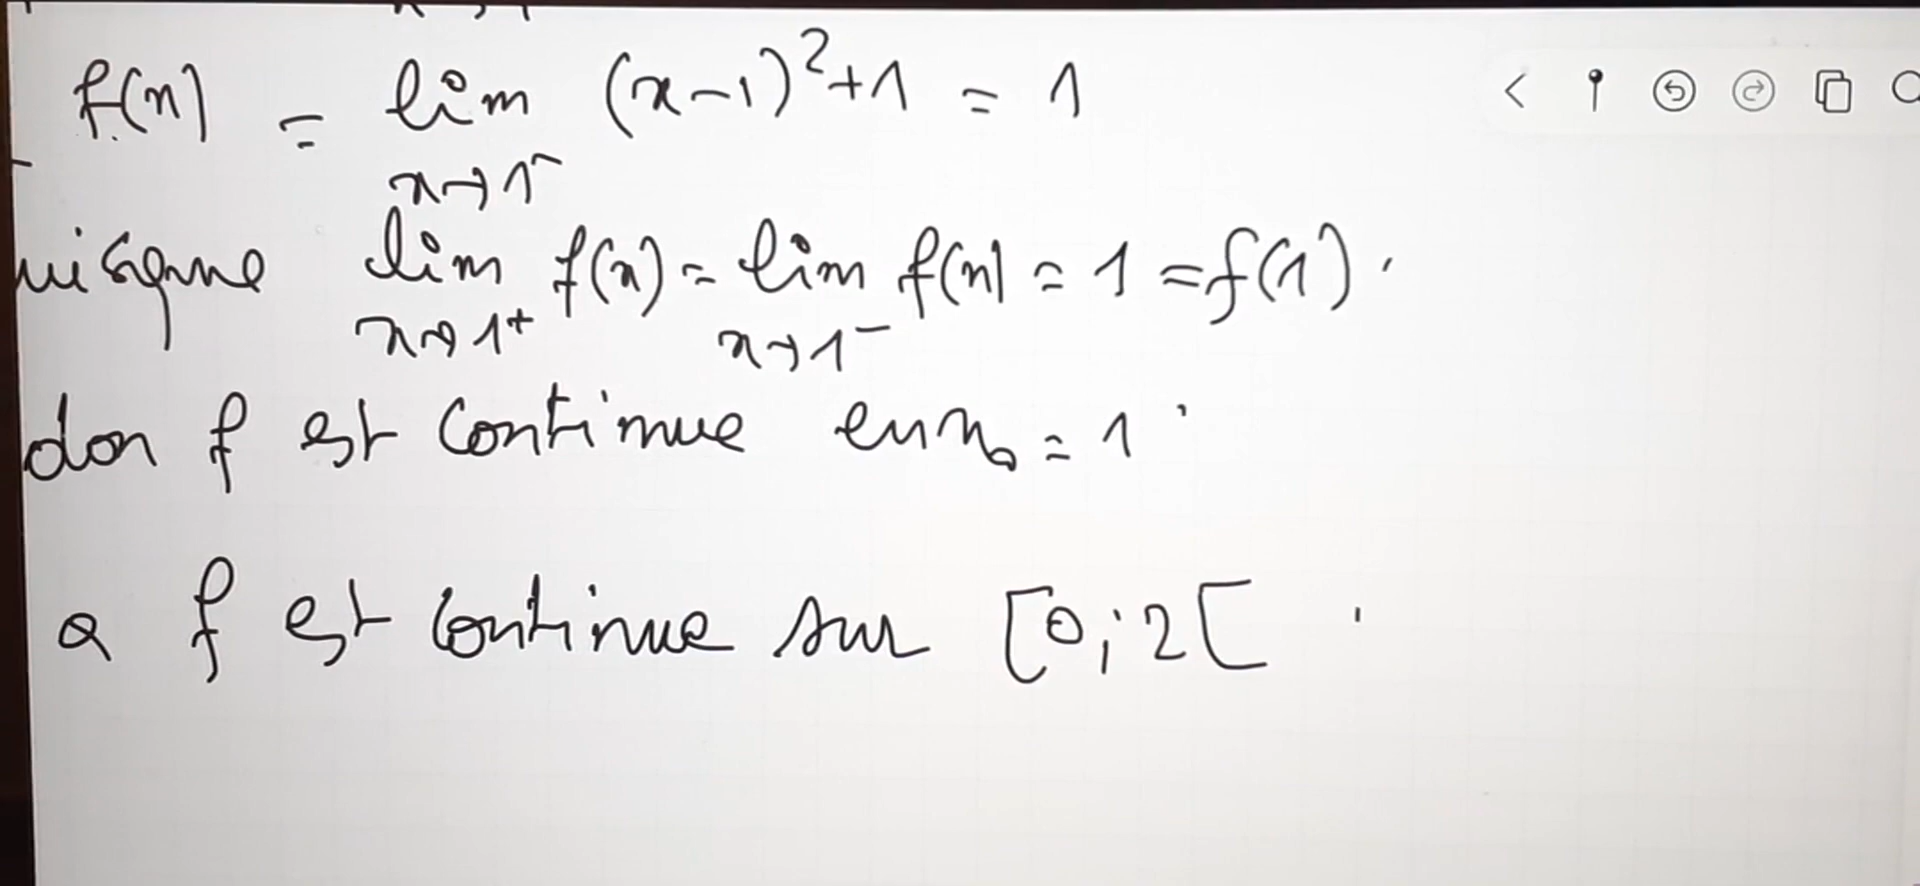 f(x) = lim (x-1)²+1 = 1
x→1⁻
uisque lim f(x) = lim f(x) = 1 = f(1).
x→1⁺ x→1⁻
don f est continue en x₀ = 1.
a f est continue sur [0;2[ .